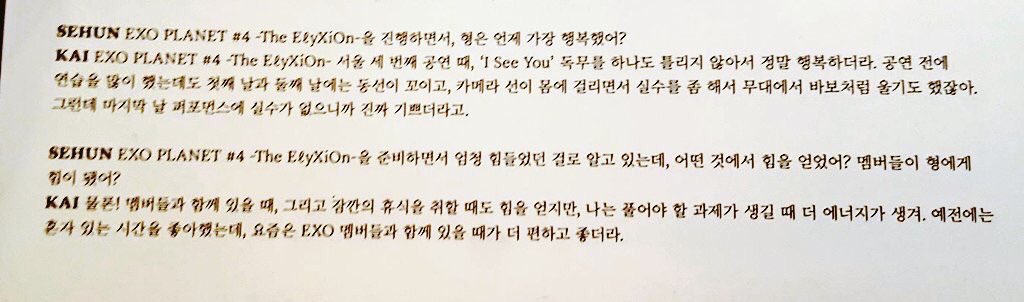 SEHUN EXO PLANET #4 -The EℓyXiOn-을 진행하면서, 형은 언제 가장 행복했어?
KAI EXO PLANET #4 -The EℓyXiOn- 서울 세 번째 공연 때, ‘I See You’ 독무를 하나도 틀리지 않아서 정말 행복하더라. 공연 전에
연습을 많이 했는데도 첫째 날과 둘째 날에는 동선이 꼬이고, 카메라 선이 몸에 걸리면서 실수를 좀 해서 무대에서 바보처럼 울기도 했잖아.
그런데 마지막 날 퍼포먼스에 실수가 없으니까 진짜 기쁘더라고.
SEHUN EXO PLANET #4 -The EℓyXiOn-을 준비하면서 엄청 힘들었던 걸로 알고 있는데, 어떤 것에서 힘을 얻었어? 멤버들이 형에게
힘이 됐어?
KAI 물론! 멤버들과 함께 있을 때, 그리고 잠깐의 휴식을 취할 때도 힘을 얻지만, 나는 풀어야 할 과제가 생길 때 더 에너지가 생겨. 예전에는
혼자 있는 시간을 좋아했는데, 요즘은 EXO 멤버들과 함께 있을 때가 더 편하고 좋더라.